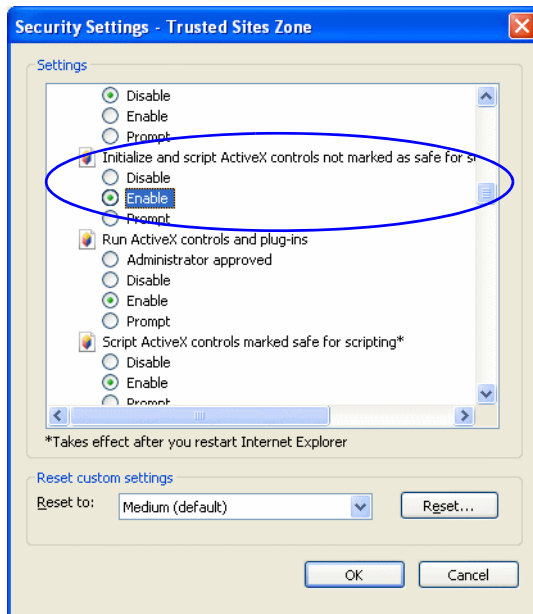 Security Settings - Trusted Sites Zone
Settings
Disable
Enable
Prompt
Initialize and script ActiveX controls not marked as safe for s
Disable
Enable
Prompt
Run ActiveX controls and plug-ins
Administrator approved
Disable
Enable
Prompt
Script ActiveX controls marked safe for scripting*
Disable
Enable
Prompt
*Takes effect after you restart Internet Explorer
Reset custom settings
Reset to: Medium (default) Reset...
OK Cancel